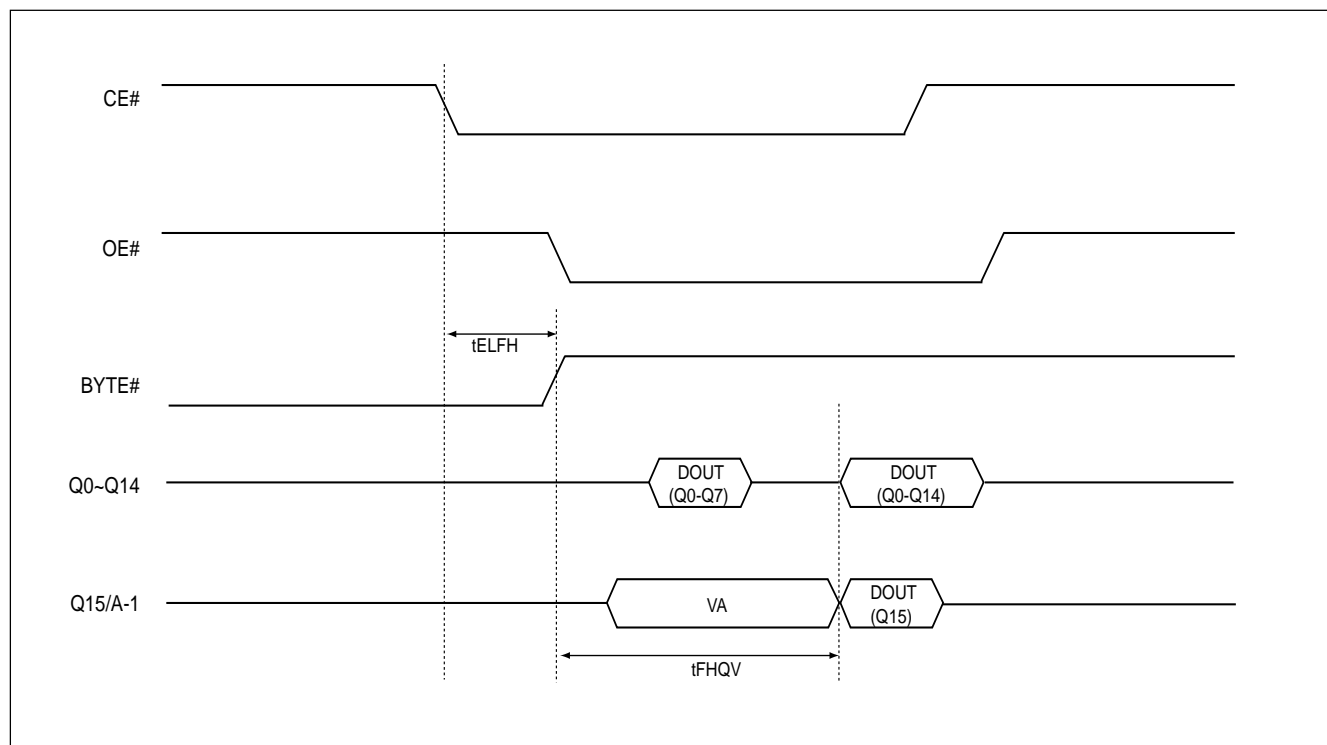 CE#
OE#
tELFH
BYTE#
Q0~Q14
DOUT
(Q0-Q7)
DOUT
(Q0-Q14)
Q15/A-1
VA
DOUT
(Q15)
tFHQV